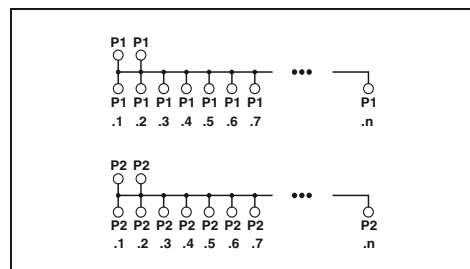 P1 P1
•••
P1 P1 P1 P1 P1 P1 P1 P1
.1 .2 .3 .4 .5 .6 .7 .n
P2 P2
•••
P2 P2 P2 P2 P2 P2 P2 P2
.1 .2 .3 .4 .5 .6 .7 .n